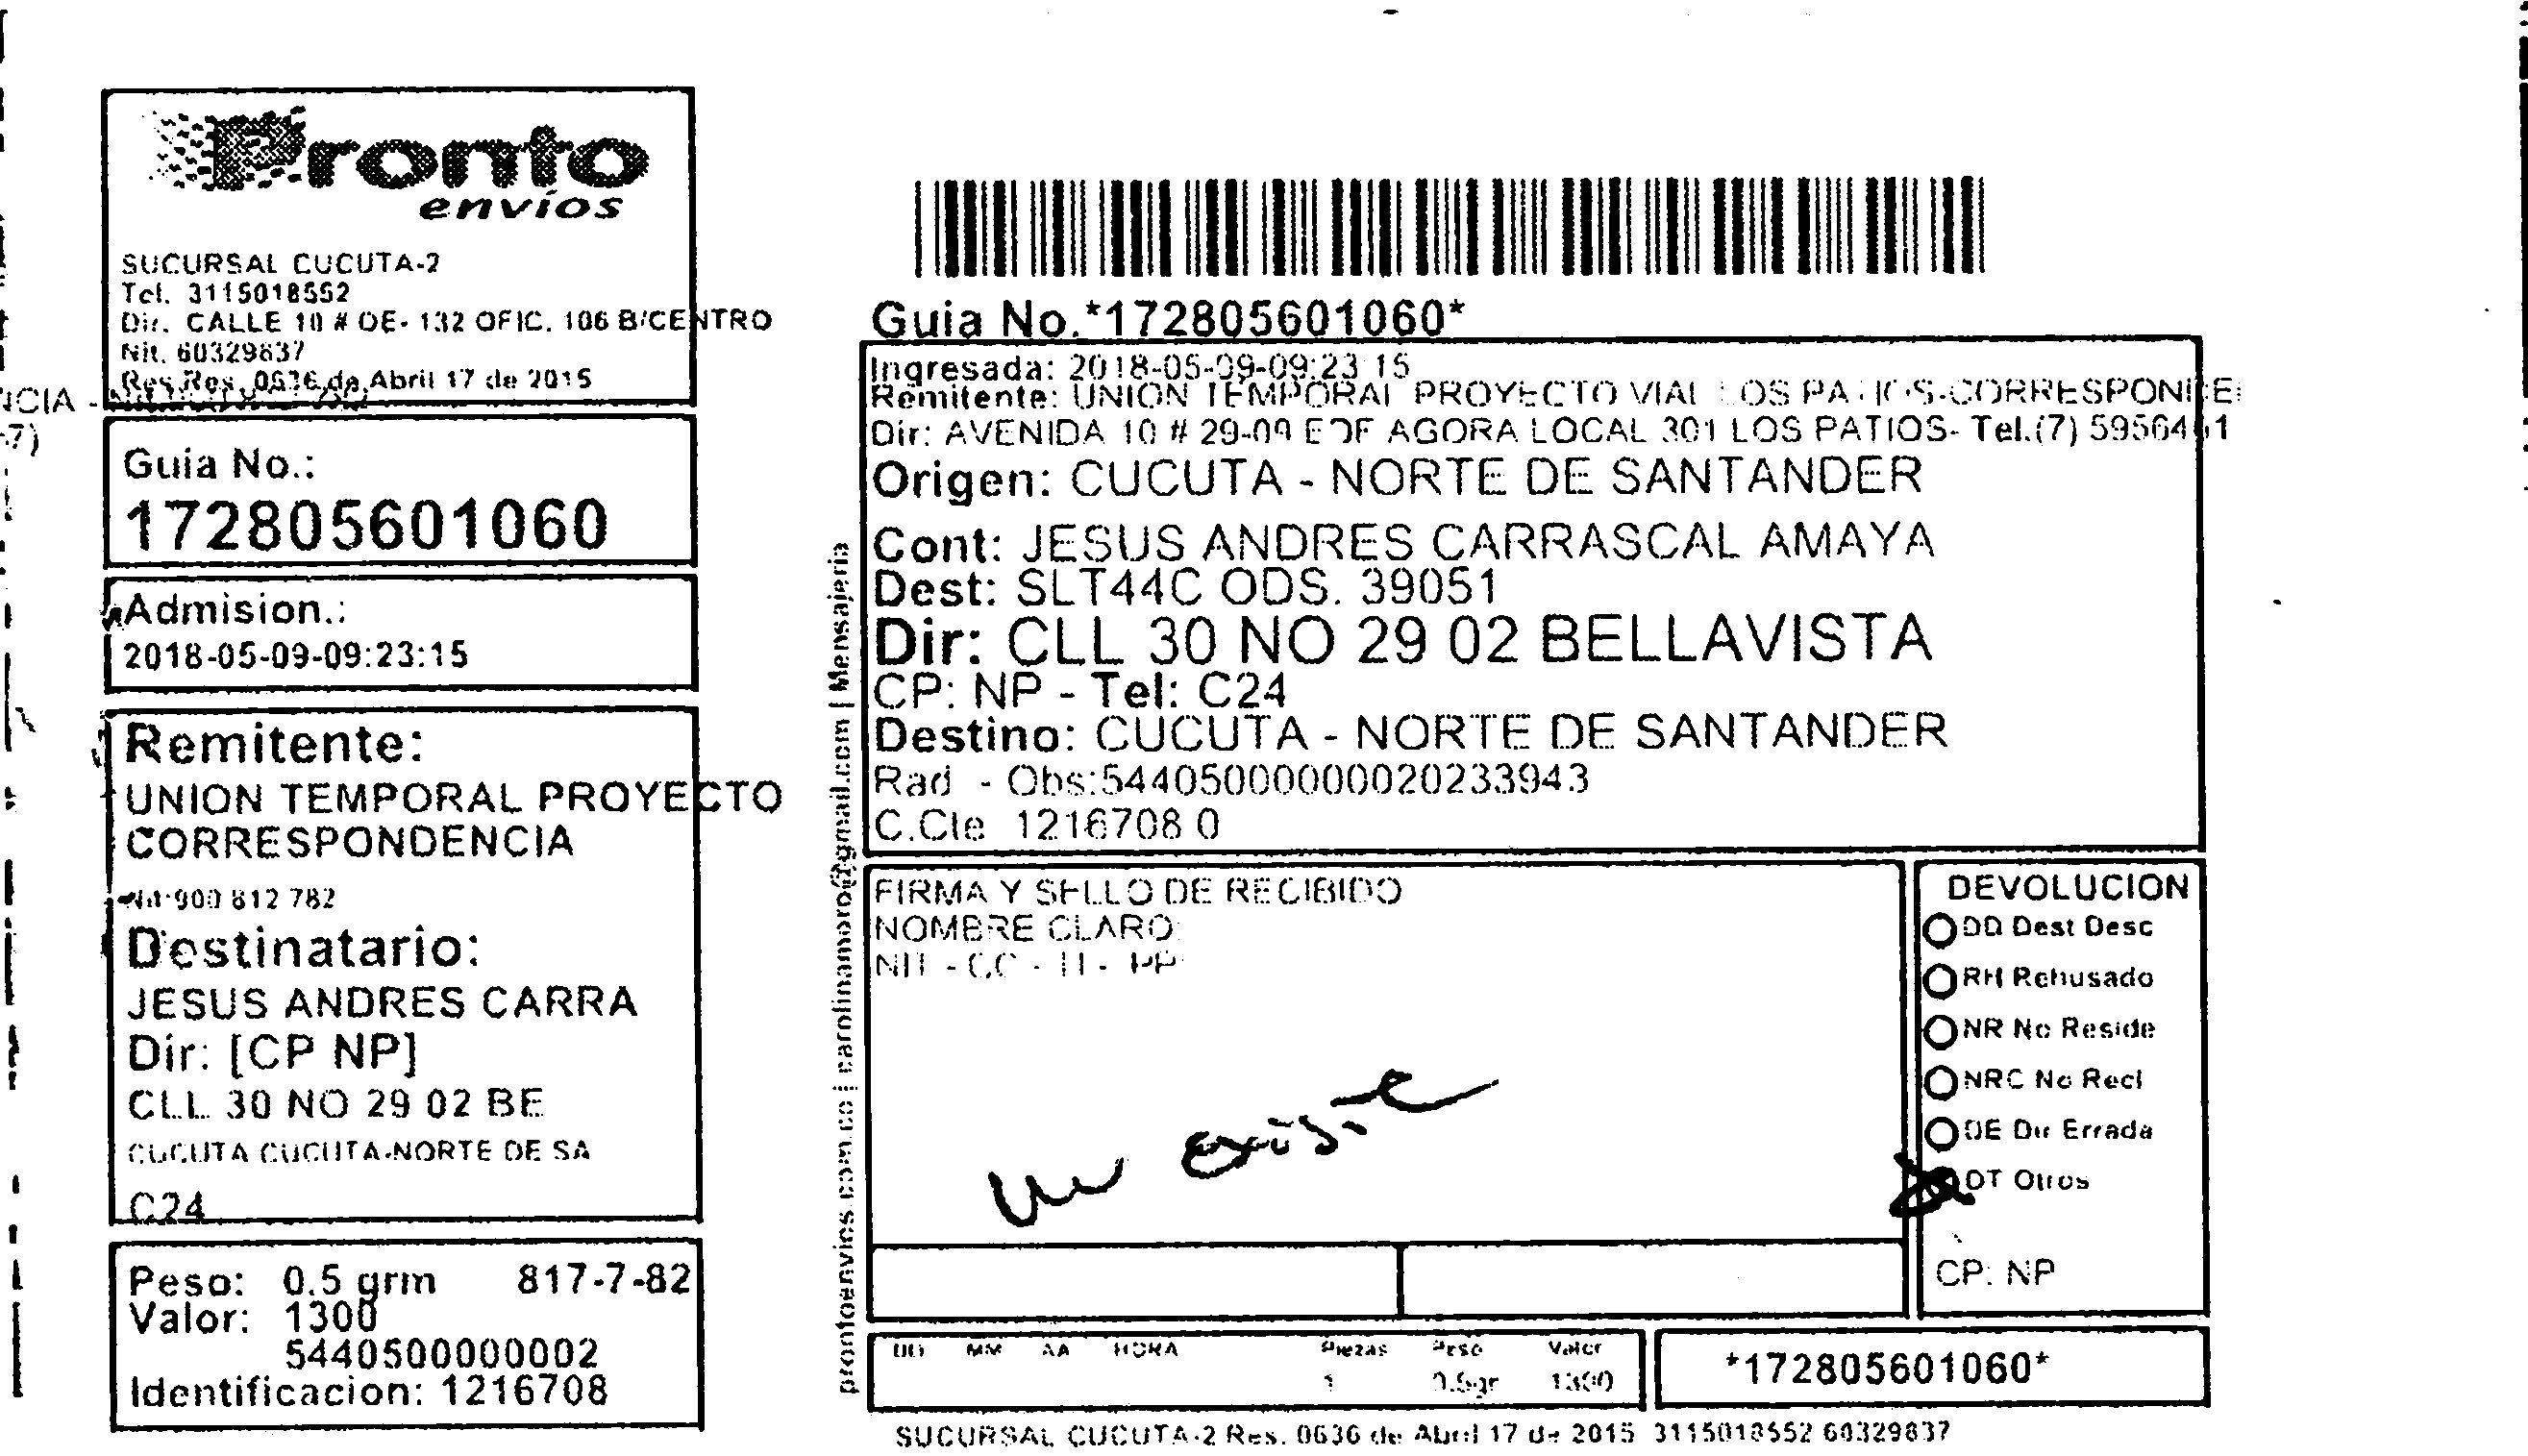 Pronto
envíos
SUCURSAL CUCUTA-2
Tel. 3115018552
Dir. CALLE 10 # OE- 132 OFIC. 106 B/CENTRO
Nit. 60329837
Res.Res. 0636 de Abril 17 de 2015
NCIA -
-7)
Guia No.:
172805601060
Admision.:
2018-05-09-09:23:15
Remitente:
UNION TEMPORAL PROYECTO
CORRESPONDENCIA
Nit:900 812 782
Destinatario:
JESUS ANDRES CARRA
Dir: [CP NP]
CLL 30 NO 29 02 BE
CUCUTA CUCUTA-NORTE DE SA
C24
Peso: 0.5 grm 817-7-82
Valor: 1300
5440500000002
Identificacion: 1216708
prontoenvios.com.co | carolinamoro@gmail.com | Mensajeria
Guia No.*172805601060*
Ingresada: 2018-05-09-09:23:15
Remitente: UNION TEMPORAL PROYECTO VIAL LOS PATIOS-CORRESPONDE
Dir: AVENIDA 10 # 29-09 EDF AGORA LOCAL 301 LOS PATIOS- Tel.(7) 5956461
Origen: CUCUTA - NORTE DE SANTANDER
Cont: JESUS ANDRES CARRASCAL AMAYA
Dest: SLT44C ODS. 39051
Dir: CLL 30 NO 29 02 BELLAVISTA
CP: NP - Tel: C24
Destino: CUCUTA - NORTE DE SANTANDER
Rad - Obs:544050000000020233943
C.Cte 1216708 0
FIRMA Y SELLO DE RECIBIDO
NOMBRE CLARO:
NIT - CC - TI - PP:
no existe
DEVOLUCION
DD Dest Desc
RH Rehusado
NR No Reside
NRC No Recl
DE Dir Errada
OT Otros
CP: NP
DD MM AA HORA Piezas Peso Valor
1 0.5gr 1300
*172805601060*
SUCURSAL CUCUTA-2 Res. 0636 de Abril 17 de 2015 3115018552 60329837